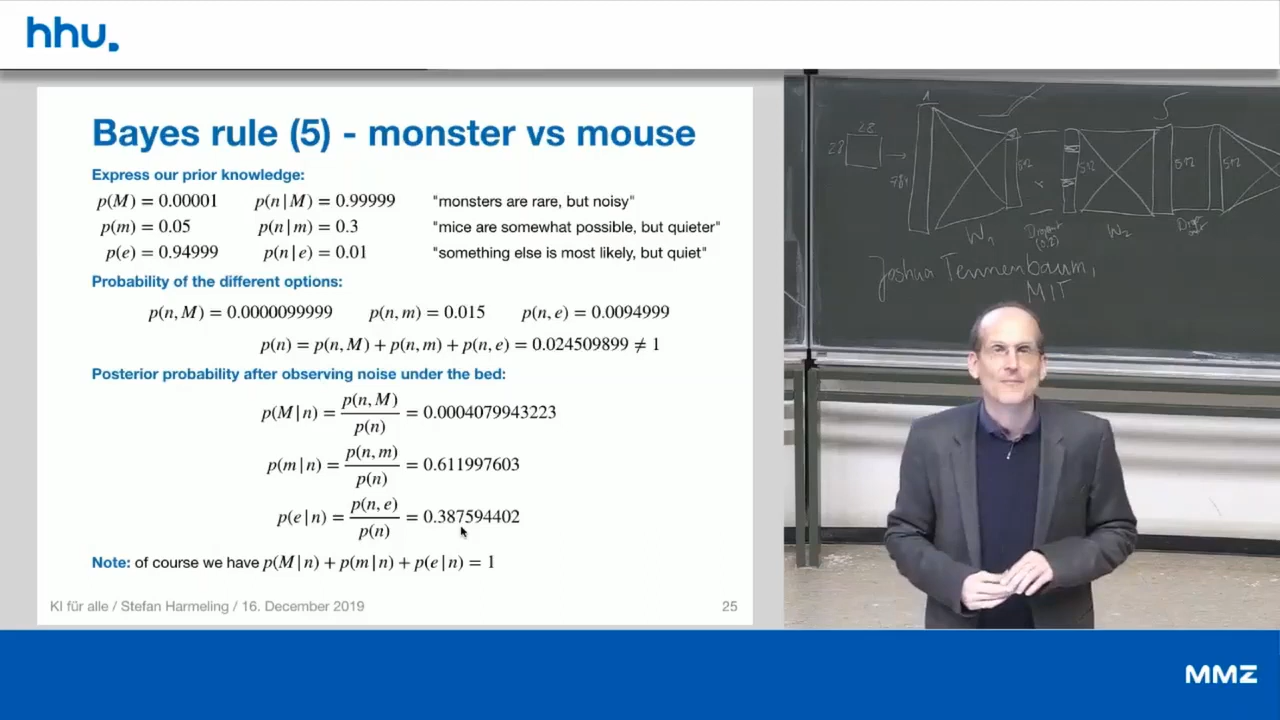 hhu.
Bayes rule (5) - monster vs mouse
Express our prior knowledge:
p(M) = 0.00001 p(n|M) = 0.99999 "monsters are rare, but noisy"
p(m) = 0.05 p(n|m) = 0.3 "mice are somewhat possible, but quieter"
p(e) = 0.94999 p(n|e) = 0.01 "something else is most likely, but quiet"
Probability of the different options:
p(n, M) = 0.0000099999 p(n, m) = 0.015 p(n, e) = 0.0094999
p(n) = p(n, M) + p(n, m) + p(n, e) = 0.024509899 ≠ 1
Posterior probability after observing noise under the bed:
p(M|n) = p(n, M) / p(n) = 0.0004079943223
p(m|n) = p(n, m) / p(n) = 0.611997603
p(e|n) = p(n, e) / p(n) = 0.387594402
Note: of course we have p(M|n) + p(m|n) + p(e|n) = 1
KI für alle / Stefan Harmeling / 16. December 2019 25
28
28
784
512
512
512
512
W1
Dropout
(0.2)
W2
Joshua Tennenbaum,
MIT
MMZ